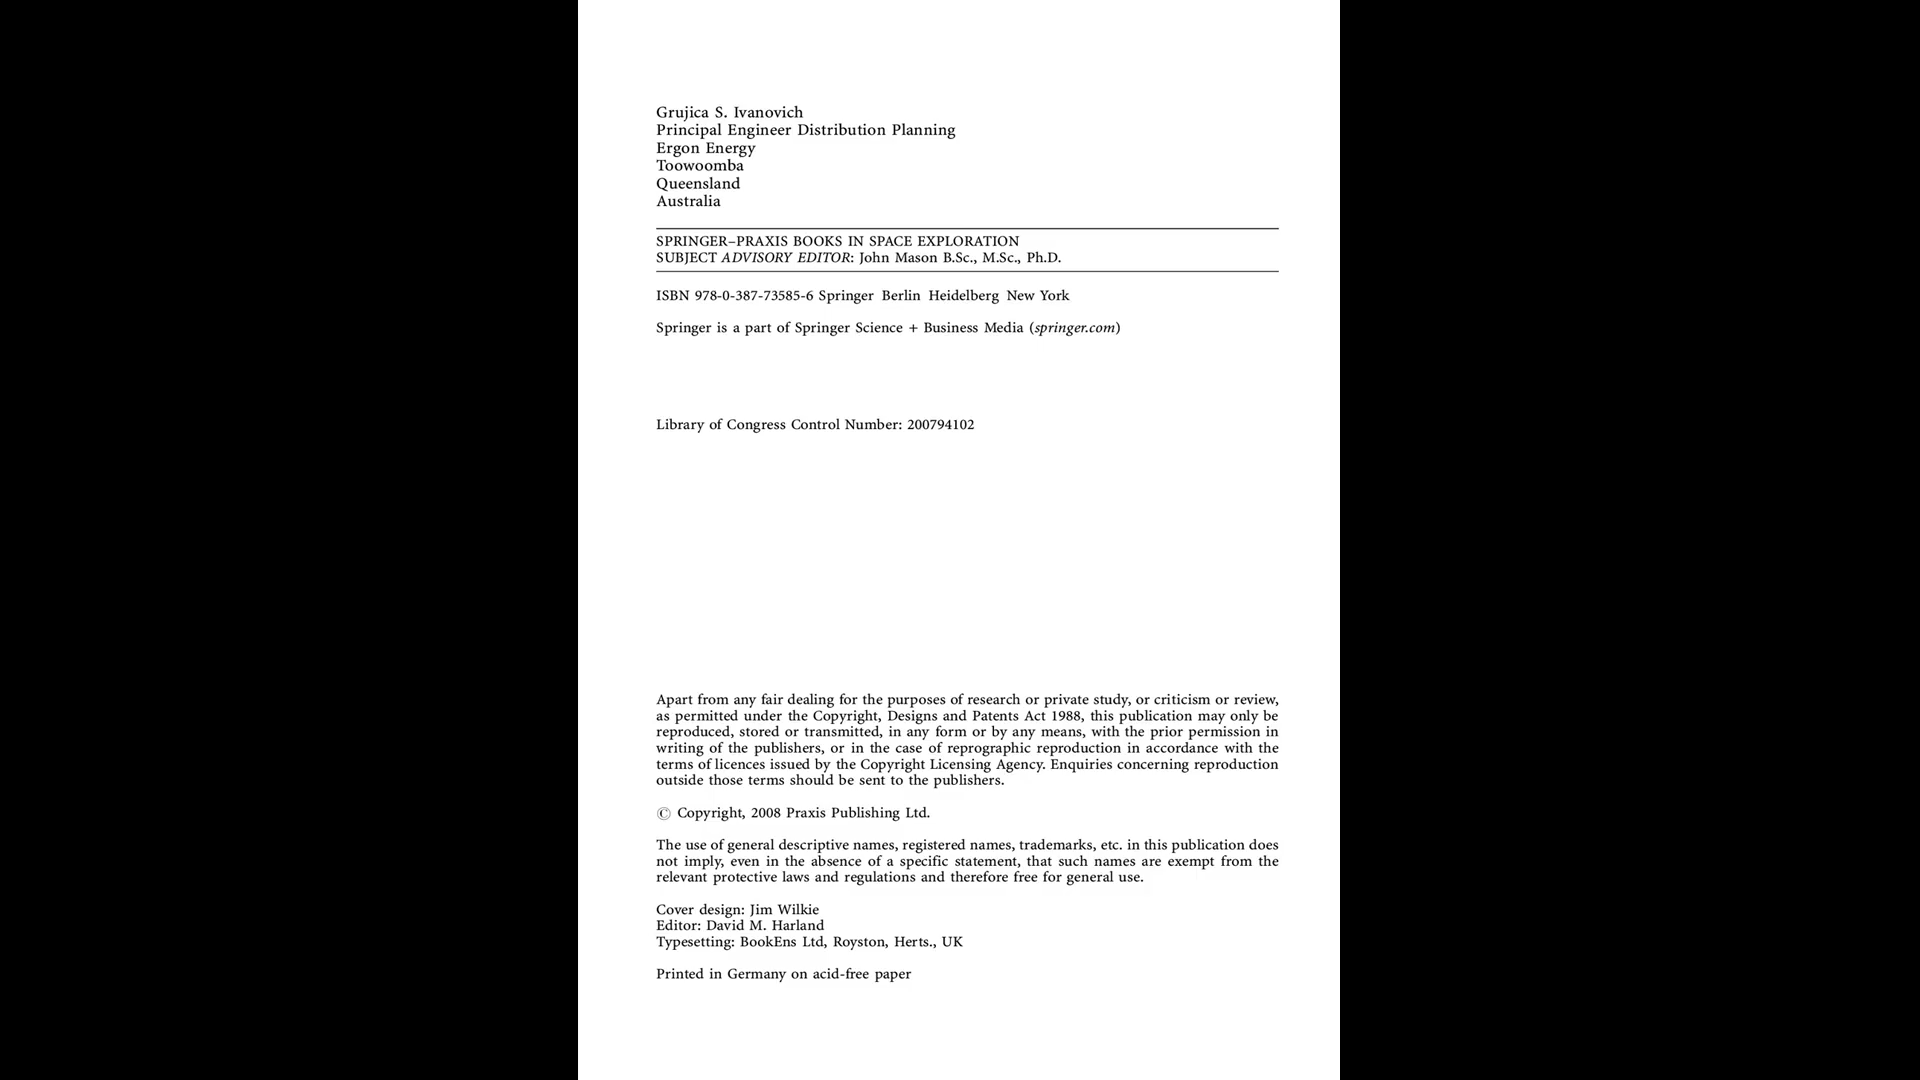 Grujica S. Ivanovich
Principal Engineer Distribution Planning
Ergon Energy
Toowoomba
Queensland
Australia
SPRINGER–PRAXIS BOOKS IN SPACE EXPLORATION
SUBJECT ADVISORY EDITOR: John Mason B.Sc., M.Sc., Ph.D.
ISBN 978-0-387-73585-6 Springer Berlin Heidelberg New York
Springer is a part of Springer Science + Business Media (springer.com)
Library of Congress Control Number: 200794102
Apart from any fair dealing for the purposes of research or private study, or criticism or review,
as permitted under the Copyright, Designs and Patents Act 1988, this publication may only be
reproduced, stored or transmitted, in any form or by any means, with the prior permission in
writing of the publishers, or in the case of reprographic reproduction in accordance with the
terms of licences issued by the Copyright Licensing Agency. Enquiries concerning reproduction
outside those terms should be sent to the publishers.
© Copyright, 2008 Praxis Publishing Ltd.
The use of general descriptive names, registered names, trademarks, etc. in this publication does
not imply, even in the absence of a specific statement, that such names are exempt from the
relevant protective laws and regulations and therefore free for general use.
Cover design: Jim Wilkie
Editor: David M. Harland
Typesetting: BookEns Ltd, Royston, Herts., UK
Printed in Germany on acid-free paper